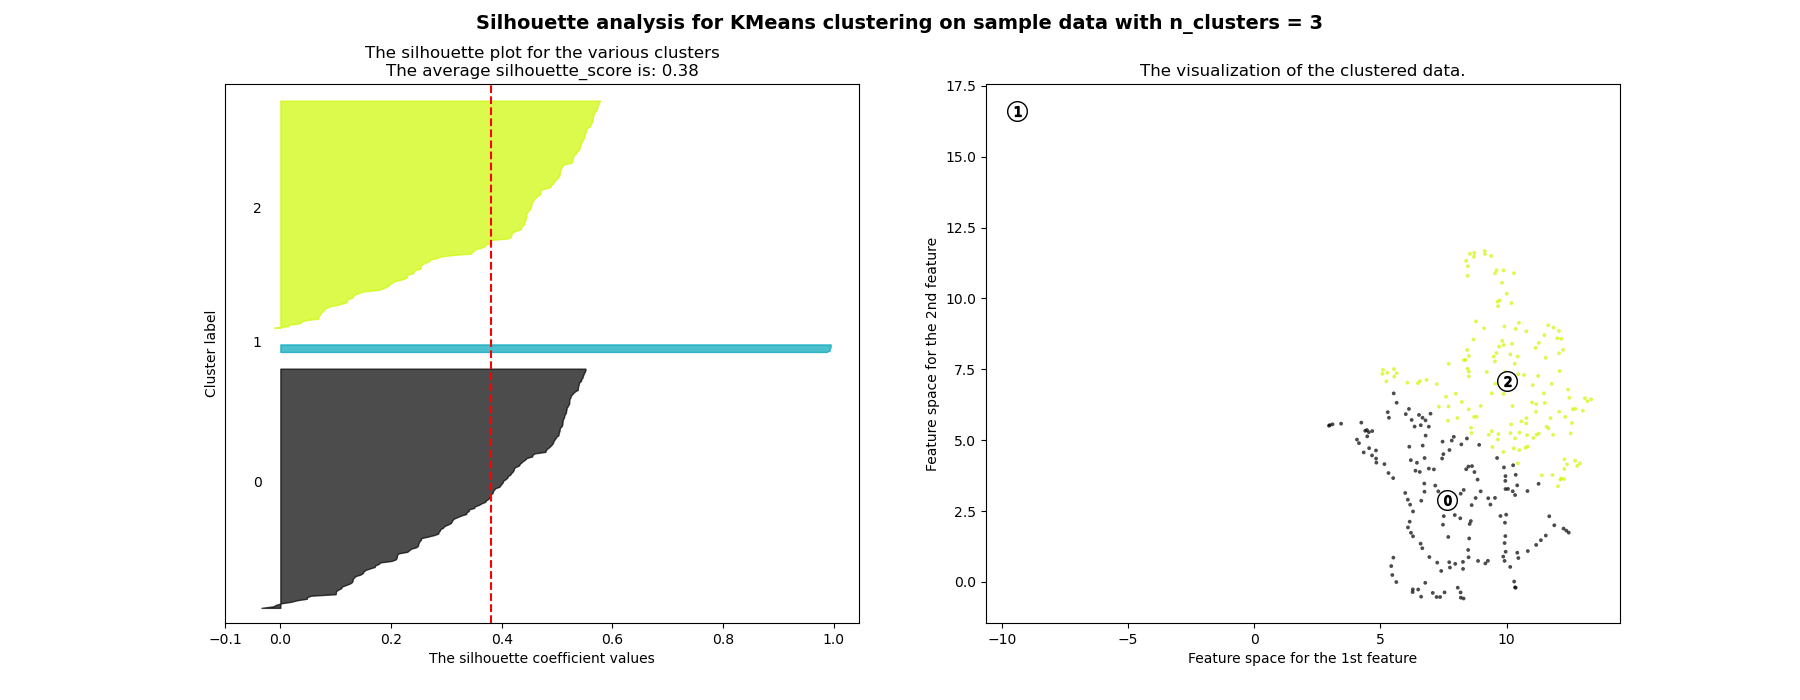 Silhouette analysis for KMeans clustering on sample data with n_clusters = 3
The silhouette plot for the various clusters
The average silhouette_score is: 0.38
Cluster label
2
1
0
−0.1 0.0 0.2 0.4 0.6 0.8 1.0
The silhouette coefficient values
The visualization of the clustered data.
Feature space for the 2nd feature
17.5
15.0
12.5
10.0
7.5
5.0
2.5
0.0
1
2
0
−10 −5 0 5 10
Feature space for the 1st feature